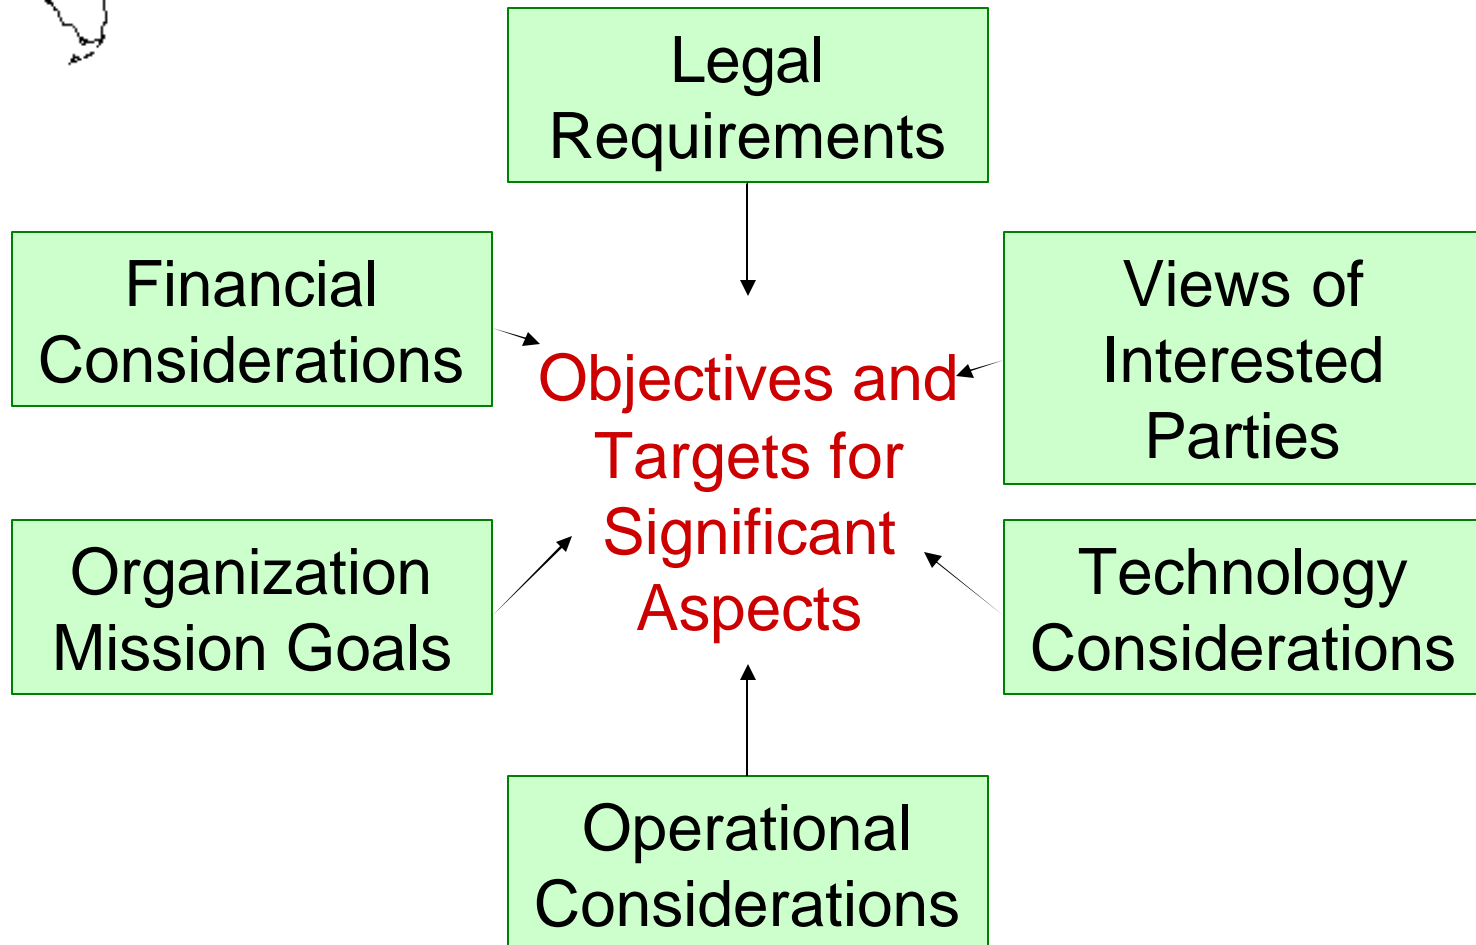 Legal
Requirements
Financial
Considerations
Views of
Interested
Parties
Objectives and
Targets for
Significant
Aspects
Organization
Mission Goals
Technology
Considerations
Operational
Considerations